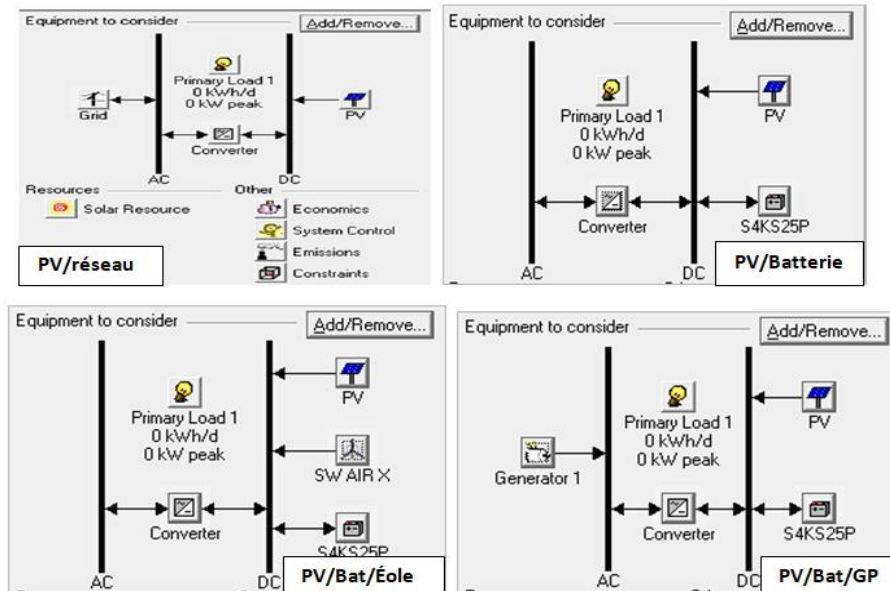 Equipment to consider Add/Remove...
Primary Load 1
0 kWh/d
0 kW peak
Grid
PV
Converter
AC DC
Resources Other
Solar Resource Economics
System Control
Emissions
Constraints
PV/réseau
Equipment to consider Add/Remove...
Primary Load 1
0 kWh/d
0 kW peak
PV
Converter
S4KS25P
AC DC
PV/Batterie
Equipment to consider Add/Remove...
PV
Primary Load 1
0 kWh/d
0 kW peak
SW AIR X
Converter
S4KS25P
AC DC
PV/Bat/Éole
Equipment to consider Add/Remove...
PV
Primary Load 1
0 kWh/d
0 kW peak
Generator 1
Converter
S4KS25P
AC DC
PV/Bat/GP